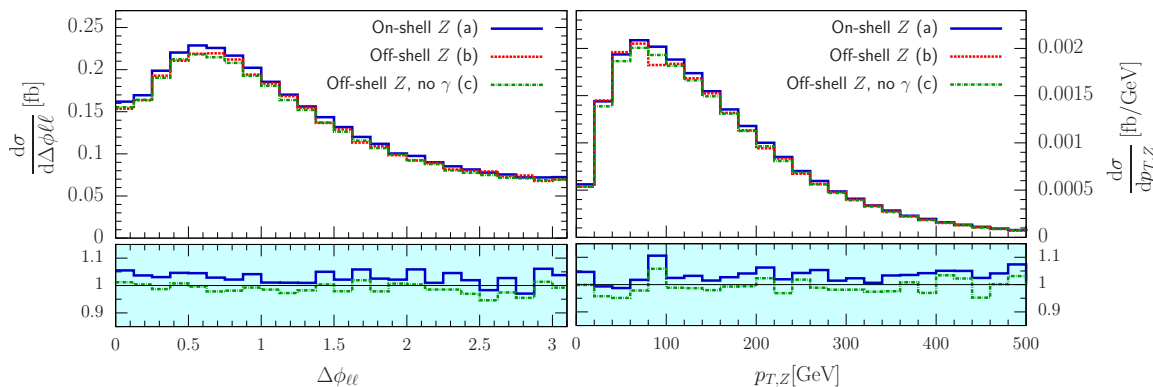 0.25
0.20
0.15
0.10
0.05
0
dσ
dΔϕℓℓ
[fb]
On-shell Z (a)
Off-shell Z (b)
Off-shell Z, no γ (c)
1.1
1
0.9
0
0.5
1
1.5
2
2.5
3
Δϕℓℓ
On-shell Z (a)
Off-shell Z (b)
Off-shell Z, no γ (c)
0.002
0.0015
0.001
0.0005
0
dσ
dpT,Z
[fb/GeV]
1.1
1
0.9
0
100
200
300
400
500
pT,Z[GeV]